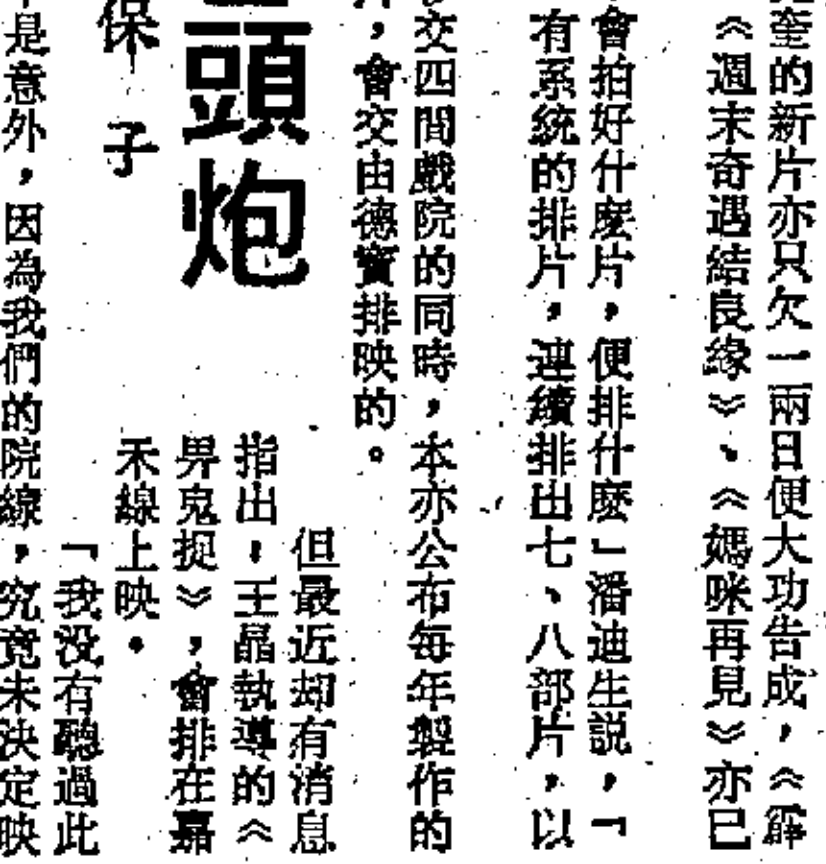 奎的新片亦只欠一兩日便大功告成，《霹
《週末奇遇結良緣》、《媽咪再見》亦已
會拍好什麼片，便排什麼」潘迪生説，「
有系統的排片，連續排出七、八部片，以
交四間戲院的同時，本亦公布每年製作的
，會交由德寶排映的。
頭炮
保子
但最近却有消息
指出，王晶執導的《
畀鬼捉》，會排在嘉
禾線上映。
「我没有聽過此
是意外，因為我們的院線，究竟未決定映